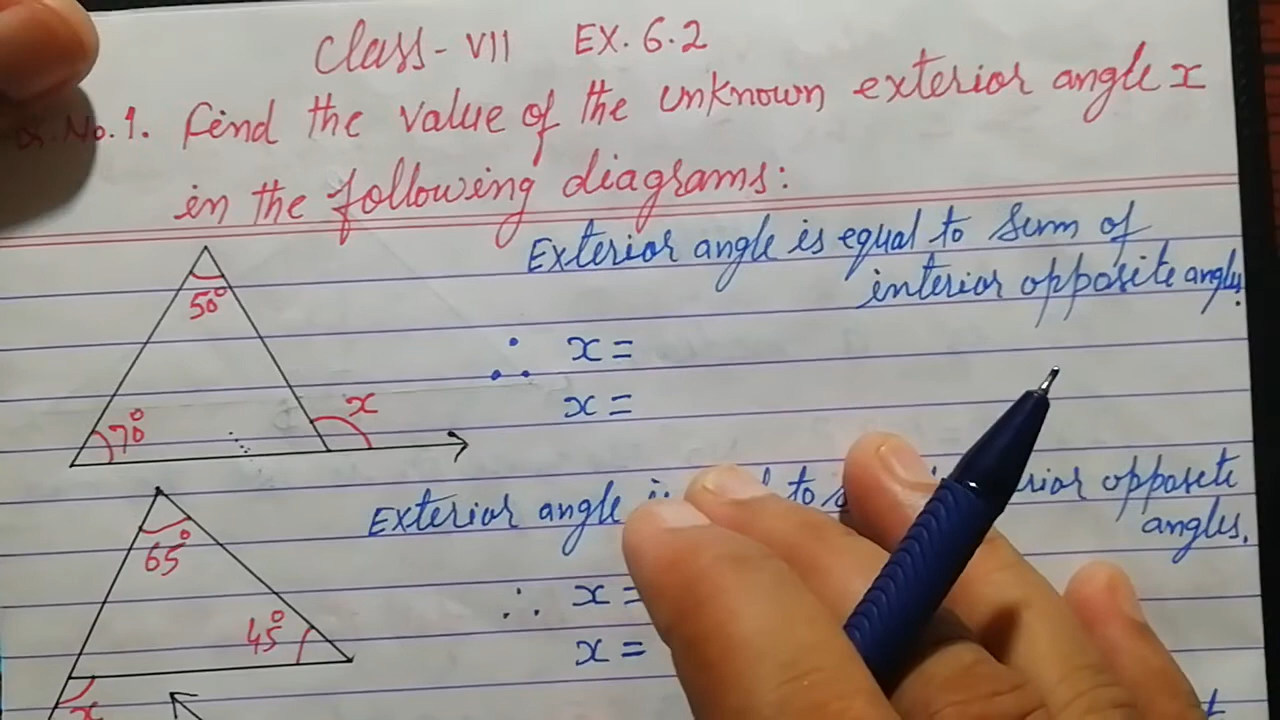 Class - VII EX. 6.2
Q.No.1. Find the value of the unknown exterior angle x
in the following diagrams:
Exterior angle is equal to sum of
interior opposite angles.
50°
∴ x =
x =
x
70°
Exterior angle to opposite
angles.
65°
∴ x =
45°
x =
x